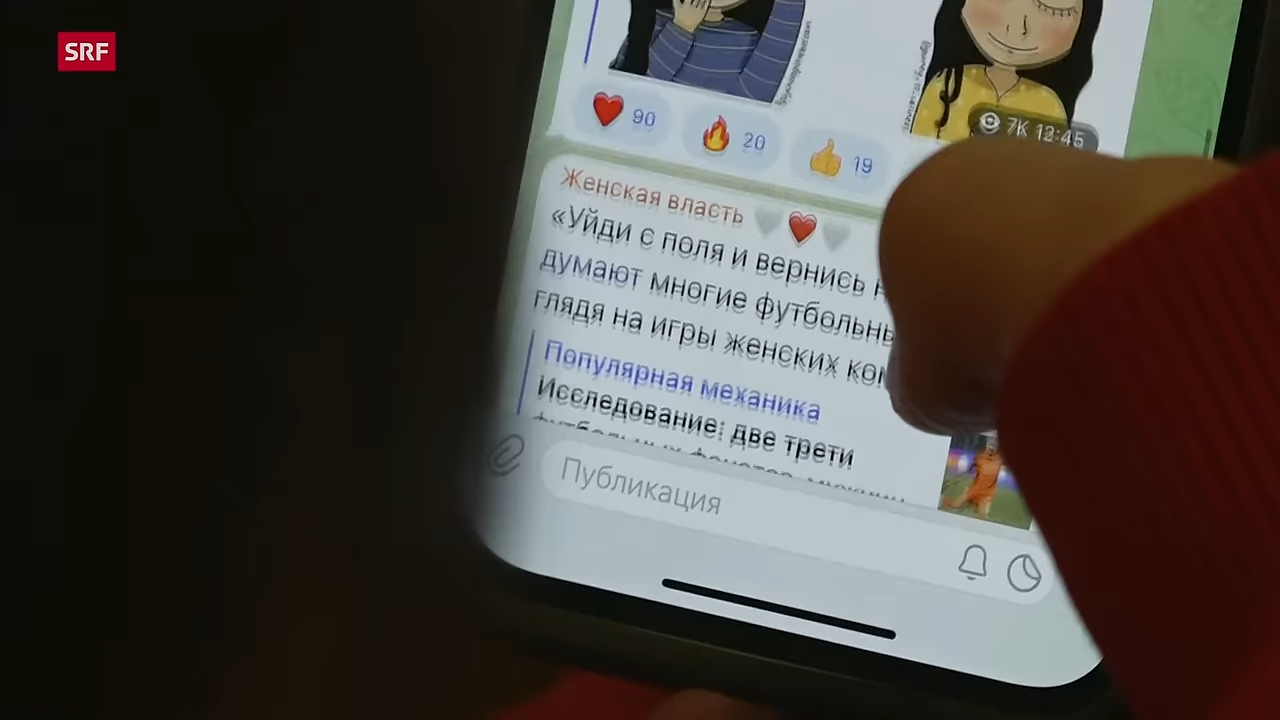 SRF
90
20
19
7K 12:45
Женская власть
«Уйди с поля и вернись
думают многие футбольны
глядя на игры женских ком
Популярная механика
Исследование: две трети
Публикация